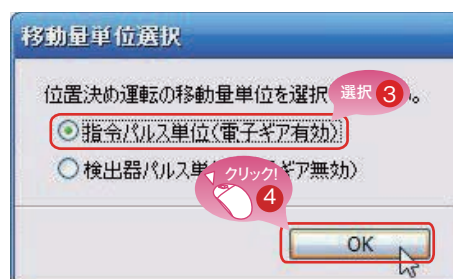 移動量単位選択
位置決め運転の移動量単位を選択 。
選択 3
指令パルス単位(電子ギア有効)
検出器パルス単 ギア無効)
クリック!
4
OK